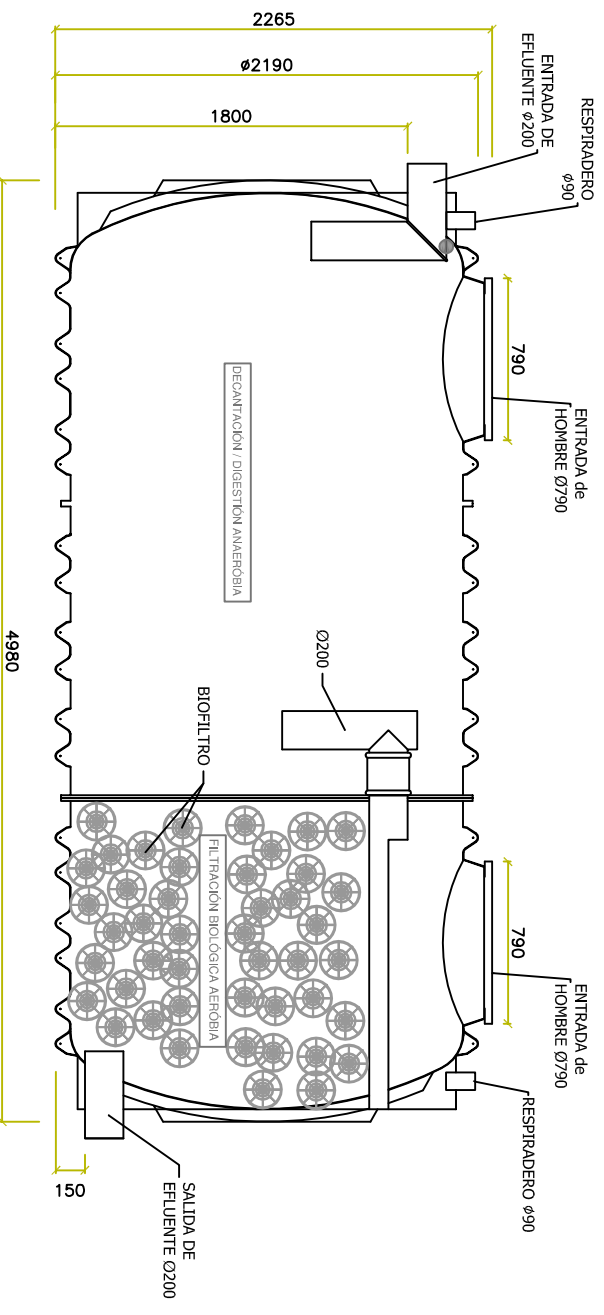 2265
ø2190
1800
ENTRADA DE
EFLUENTE ø200
RESPIRADERO
ø90
790
ENTRADA de
HOMBRE Ø790
DECANTACIÓN / DIGESTIÓN ANAERÓBIA
4980
Ø200
BIOFILTRO
FILTRACIÓN BIOLÓGICA AERÓBIA
790
ENTRADA de
HOMBRE Ø790
RESPIRADERO ø90
150
SALIDA DE
EFLUENTE Ø200